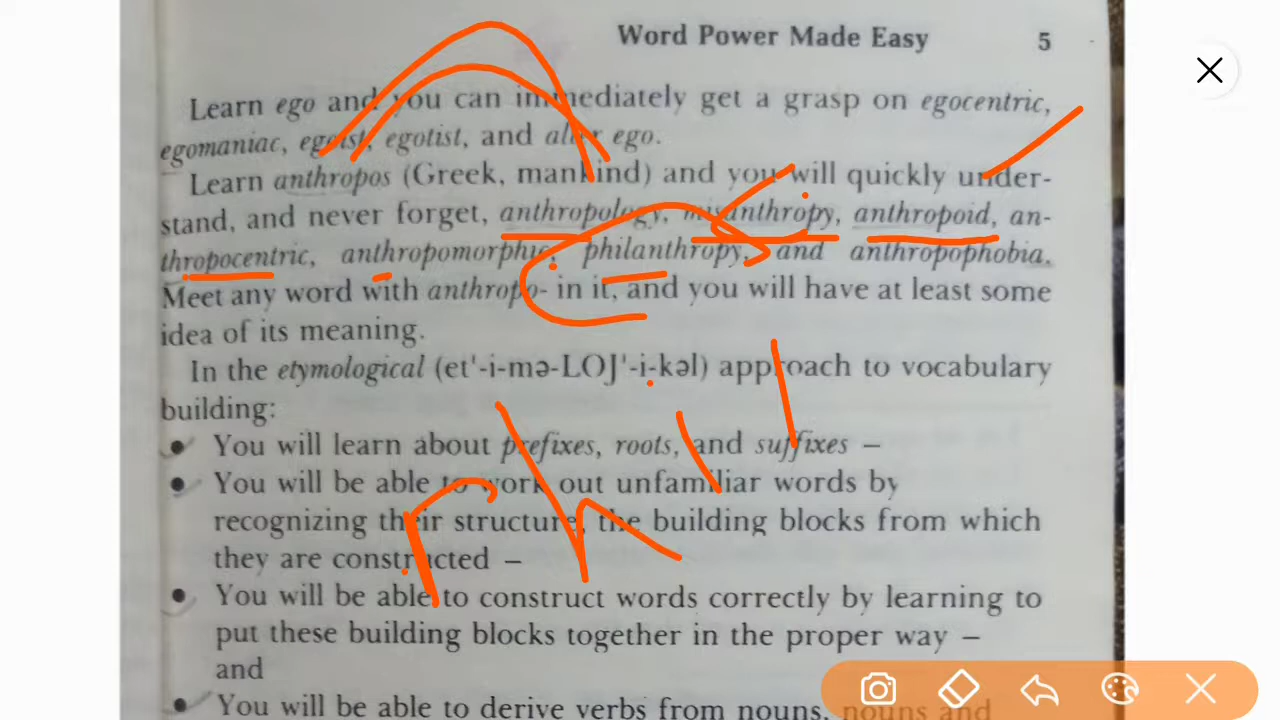 Word Power Made Easy 5
Learn ego and you can immediately get a grasp on egocentric,
egomaniac, egoist, egotist, and alter ego.
Learn anthropos (Greek, mankind) and you will quickly under-
stand, and never forget, anthropology, misanthropy, anthropoid, an-
thropocentric, anthropomorphic, philanthropy, and anthropophobia.
Meet any word with anthropo- in it, and you will have at least some
idea of its meaning.
In the etymological (et'-i-mə-LOJ'-i-kəl) approach to vocabulary
building:
● You will learn about prefixes, roots, and suffixes –
● You will be able to work out unfamiliar words by
recognizing their structure, the building blocks from which
they are constructed –
● You will be able to construct words correctly by learning to
put these building blocks together in the proper way –
and
● You will be able to derive verbs from nouns, nouns and
phil